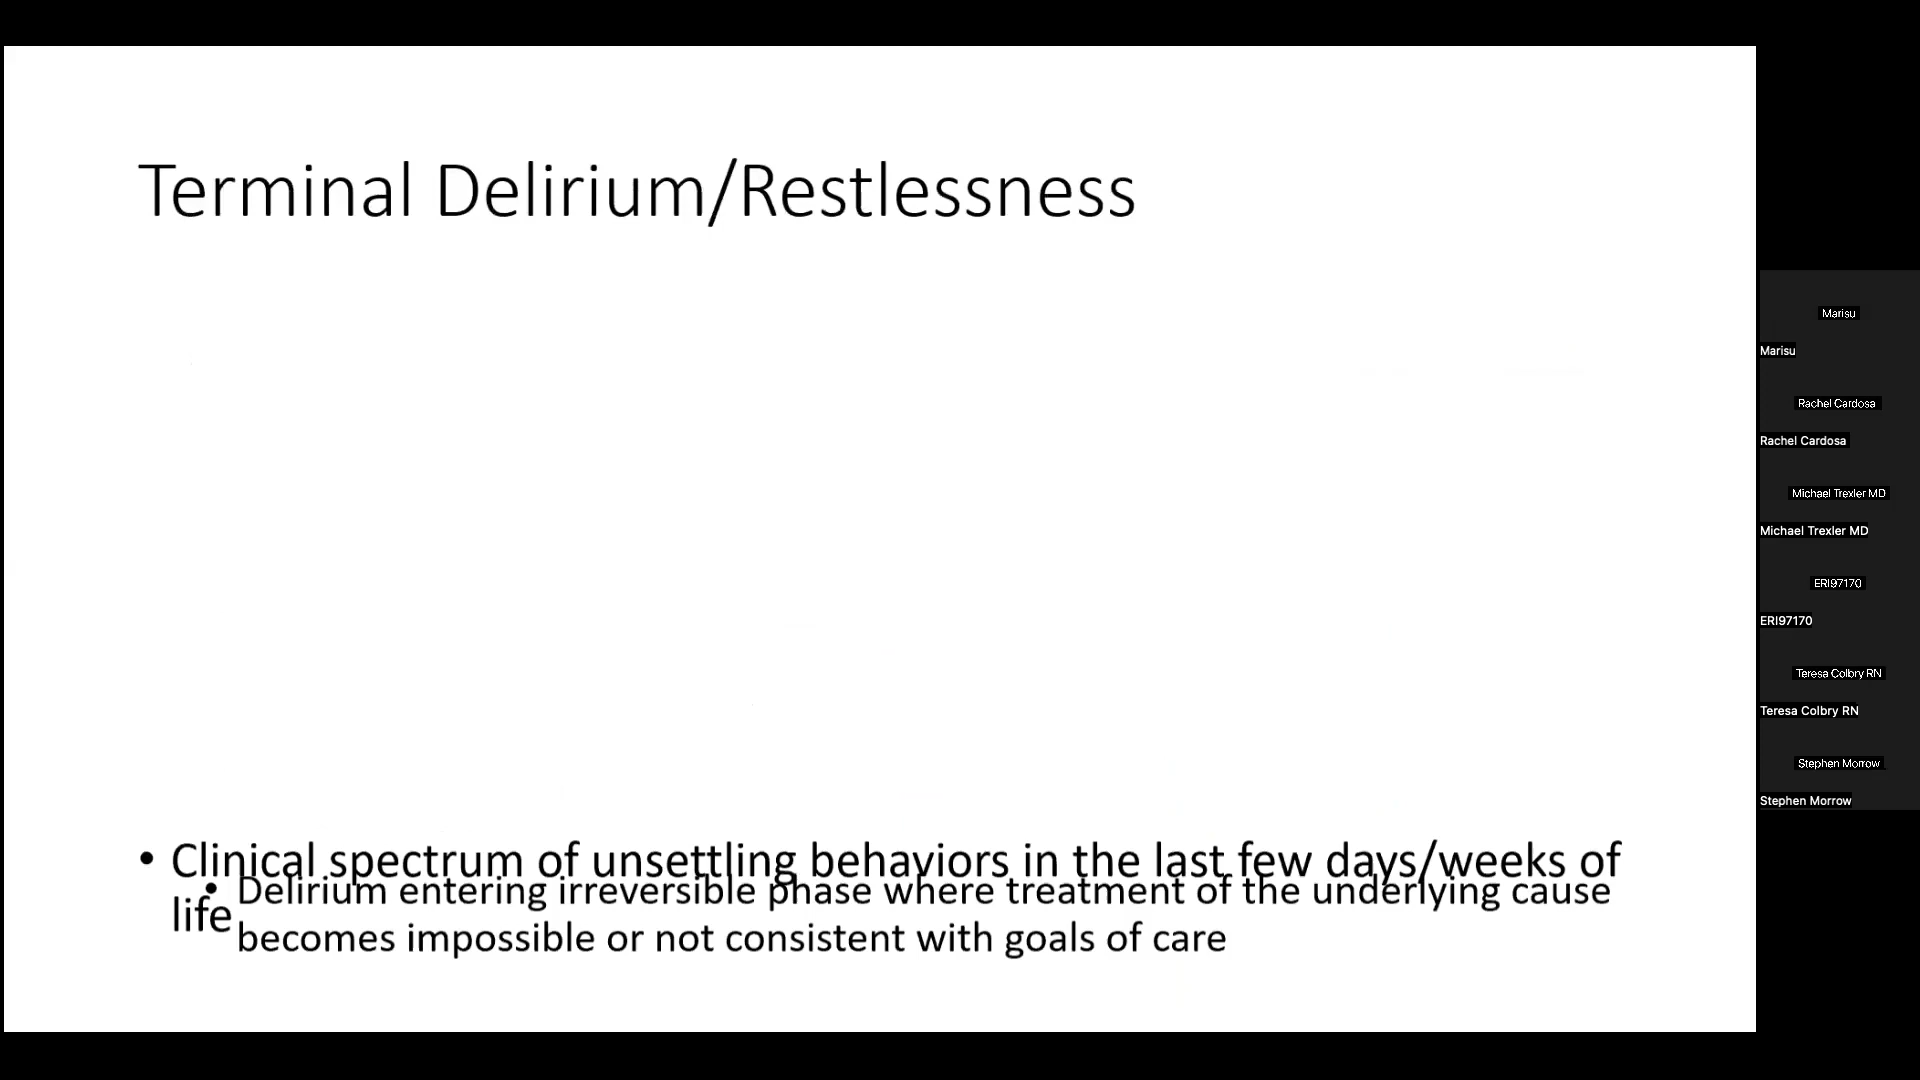 Terminal Delirium/Restlessness
• Clinical spectrum of unsettling behaviors in the last few days/weeks of
life
• Delirium entering irreversible phase where treatment of the underlying cause
becomes impossible or not consistent with goals of care
Marisu
Marisu
Rachel Cardosa
Rachel Cardosa
Michael Trexler MD
Michael Trexler MD
ERI97170
ERI97170
Teresa Colbry RN
Teresa Colbry RN
Stephen Morrow
Stephen Morrow